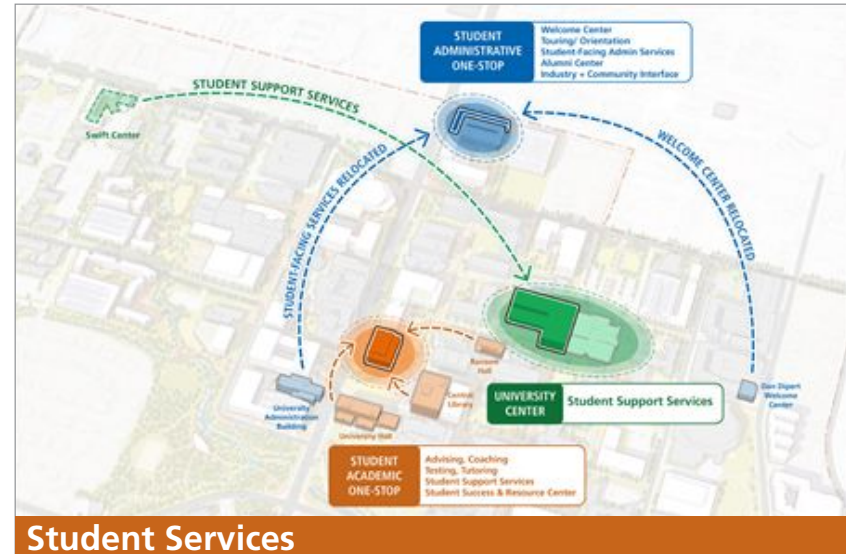 STUDENT
ADMINISTRATIVE
ONE-STOP
Welcome Center
Touring/ Orientation
Student-Facing Admin Services
Alumni Center
Industry + Community Interface
STUDENT SUPPORT SERVICES
Swift Center
STUDENT-FACING SERVICES RELOCATED
WELCOME CENTER RELOCATED
Ransom
Hall
Central
Library
University
Administration
Building
University Hall
UNIVERSITY
CENTER
Student Support Services
Dan Dipert
Welcome
Center
STUDENT
ACADEMIC
ONE-STOP
Advising, Coaching
Testing, Tutoring
Student Support Services
Student Success & Resource Center
Student Services